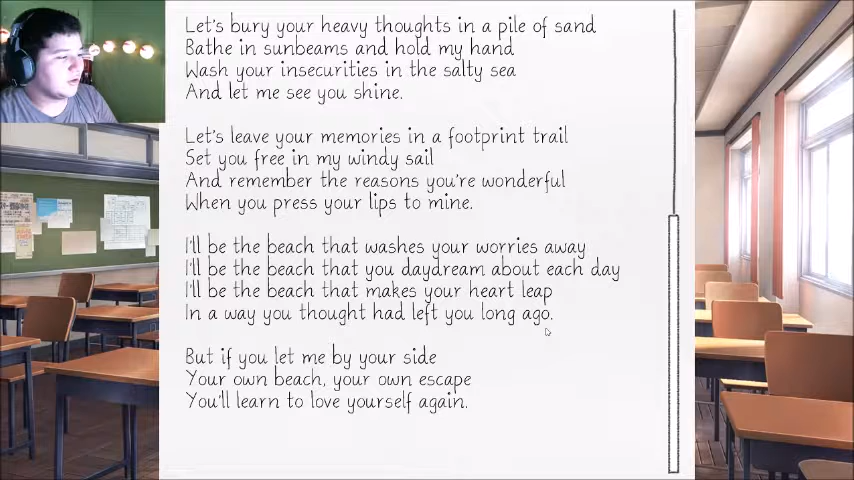 Let's bury your heavy thoughts in a pile of sand
Bathe in sunbeams and hold my hand
Wash your insecurities in the salty sea
And let me see you shine.
Let's leave your memories in a footprint trail
Set you free in my windy sail
And remember the reasons you're wonderful
When you press your lips to mine.
I'll be the beach that washes your worries away
I'll be the beach that you daydream about each day
I'll be the beach that makes your heart leap
In a way you thought had left you long ago.
But if you let me by your side
Your own beach, your own escape
You'll learn to love yourself again.